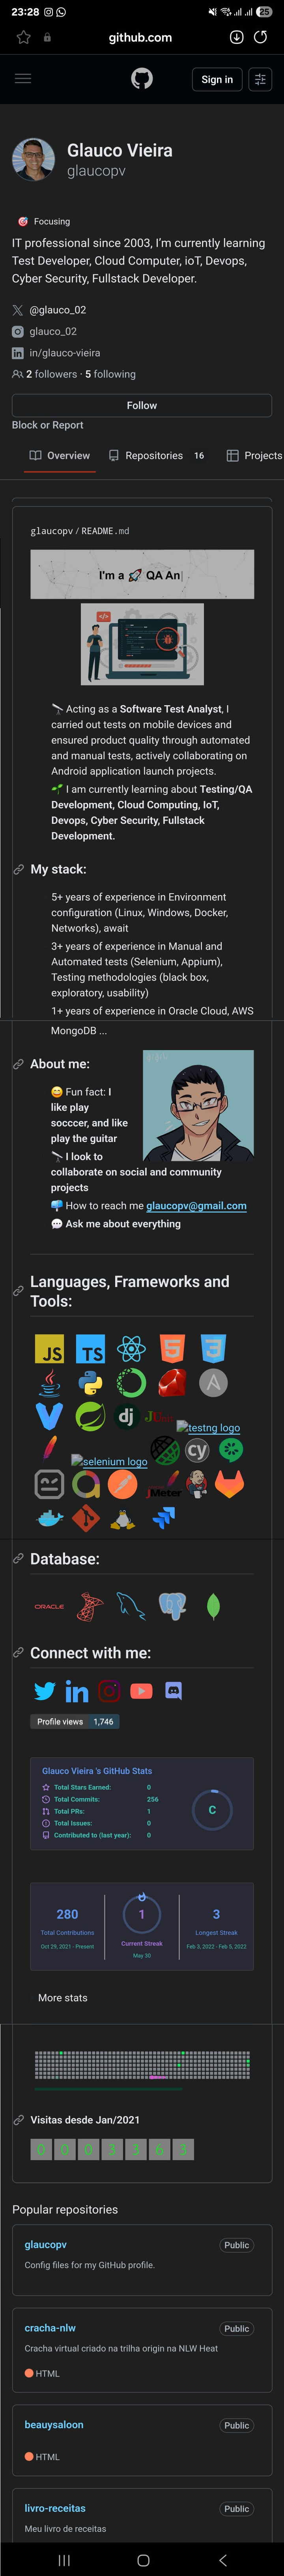 23:28
25
github.com
Sign in
Glauco Vieira
glaucopv
🎯 Focusing
IT professional since 2003, I'm currently learning
Test Developer, Cloud Computer, ioT, Devops,
Cyber Security, Fullstack Developer.
@glauco_02
glauco_02
in/glauco-vieira
2 followers · 5 following
Follow
Block or Report
Overview
Repositories 16
Projects
glaucopv / README.md
I'm a 🚀 QA An|
🔭 Acting as a Software Test Analyst, I
carried out tests on mobile devices and
ensured product quality through automated
and manual tests, actively collaborating on
Android application launch projects.
🌱 I am currently learning about Testing/QA
Development, Cloud Computing, IoT,
Devops, Cyber Security, Fullstack
Development.
My stack:
5+ years of experience in Environment
configuration (Linux, Windows, Docker,
Networks), await
3+ years of experience in Manual and
Automated tests (Selenium, Appium),
Testing methodologies (black box,
exploratory, usability)
1+ years of experience in Oracle Cloud, AWS
MongoDB ...
About me:
😄 Fun fact: I
like play
socccer, and like
play the guitar
🔭 I look to
collaborate on social and community
projects
📫 How to reach me glaucopv@gmail.com
💬 Ask me about everything
Languages, Frameworks and
Tools:
JS
TS
5
3
A
dj
testng logo
selenium logo
cy
Meter
Database:
ORACLE
Connect with me:
Profile views 1,746
Glauco Vieira 's GitHub Stats
Total Stars Earned: 0
Total Commits: 256
Total PRs: 1
Total Issues: 0
Contributed to (last year): 0
C
280
Total Contributions
Oct 29, 2021 - Present
1
Current Streak
May 30
3
Longest Streak
Feb 3, 2022 - Feb 5, 2022
More stats
Visitas desde Jan/2021
0 0 0 3 3 6 3
Popular repositories
glaucopv
Public
Config files for my GitHub profile.
cracha-nlw
Public
Cracha virtual criado na trilha origin na NLW Heat
HTML
beauysaloon
Public
HTML
livro-receitas
Public
Meu livro de receitas